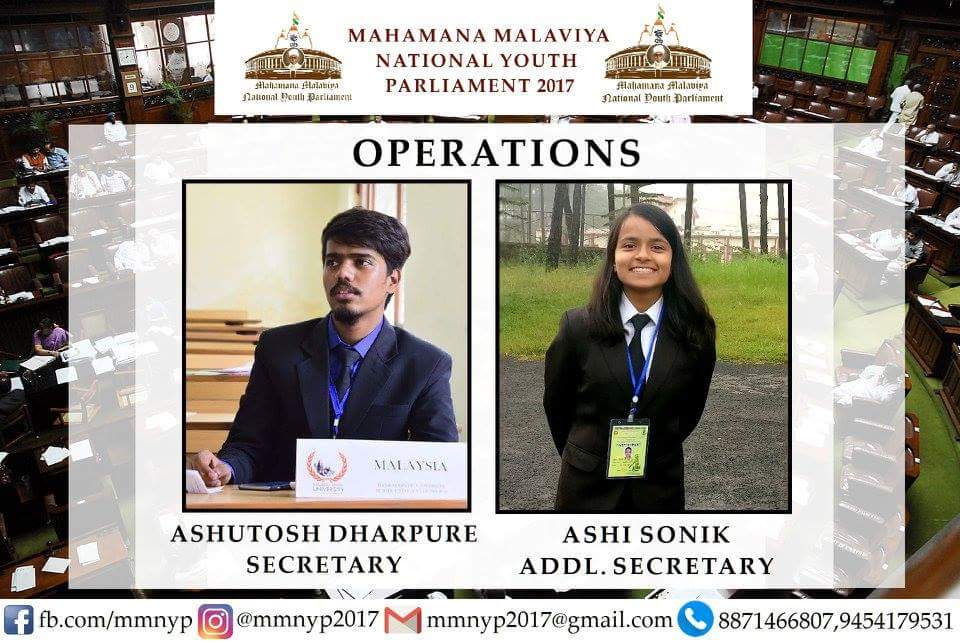 MAHAMANA MALAVIYA
NATIONAL YOUTH
PARLIAMENT 2017
Mahamana Malaviya
National Youth Parliament
Mahamana Malaviya
National Youth Parliament
OPERATIONS
UNIVERSITY
MALAYSIA
ASHUTOSH DHARPURE
SECRETARY
ASHI SONIK
ADDL. SECRETARY
fb.com/mmnyp
@mmnyp2017
mmnyp2017@gmail.com
8871466807,9454179531